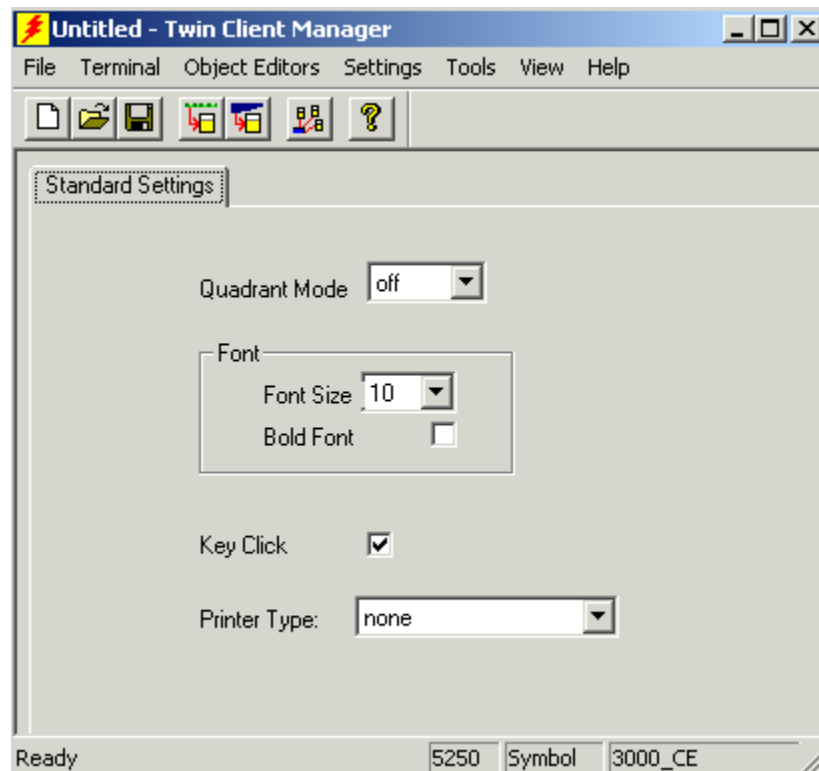 Untitled - Twin Client Manager
File Terminal Object Editors Settings Tools View Help
Standard Settings
Quadrant Mode off
Font
Font Size 10
Bold Font
Key Click
Printer Type: none
Ready 5250 Symbol 3000_CE